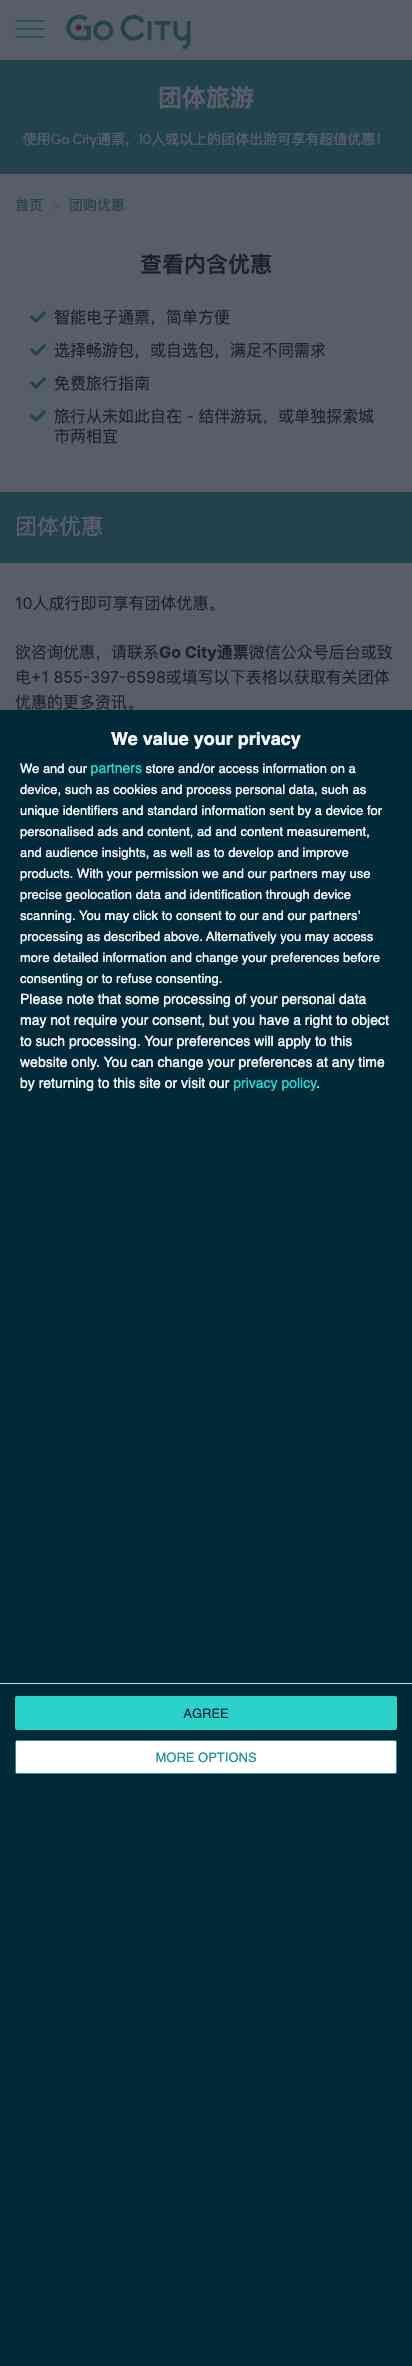 Go City
团体旅游
使用Go City通票，10人或以上的团体出游可享有超值优惠！
首页 > 团购优惠
查看内含优惠
智能电子通票，简单方便
选择畅游包，或自选包，满足不同需求
免费旅行指南
旅行从未如此自在 - 结伴游玩，或单独探索城
市两相宜
团体优惠
10人成行即可享有团体优惠。
欲咨询优惠，请联系Go City通票微信公众号后台或致
电+1 855-397-6598或填写以下表格以获取有关团体
优惠的更多资讯。
We value your privacy
We and our partners store and/or access information on a
device, such as cookies and process personal data, such as
unique identifiers and standard information sent by a device for
personalised ads and content, ad and content measurement,
and audience insights, as well as to develop and improve
products. With your permission we and our partners may use
precise geolocation data and identification through device
scanning. You may click to consent to our and our partners'
processing as described above. Alternatively you may access
more detailed information and change your preferences before
consenting or to refuse consenting.
Please note that some processing of your personal data
may not require your consent, but you have a right to object
to such processing. Your preferences will apply to this
website only. You can change your preferences at any time
by returning to this site or visit our privacy policy.
AGREE
MORE OPTIONS